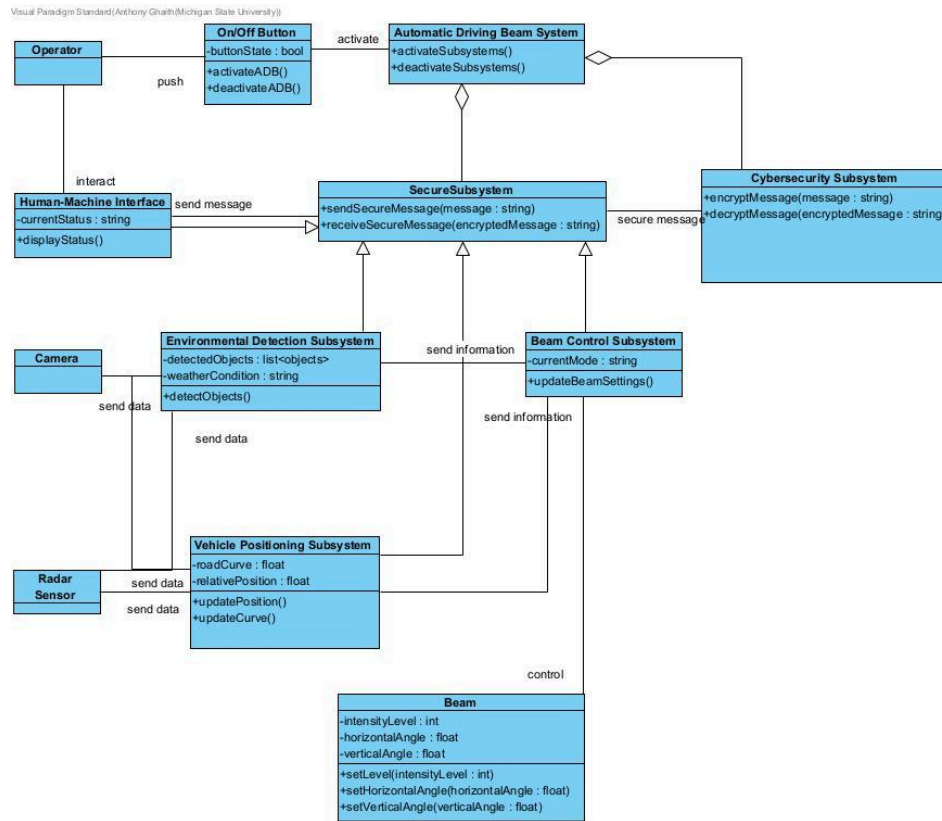 Visual Paradigm Standard(Anthony Ghaith(Michigan State University))
Operator
On/Off Button
-buttonState : bool
+activateADB()
+deactivateADB()
activate
Automatic Driving Beam System
+activateSubsystems()
+deactivateSubsystems()
push
interact
Human-Machine Interface
-currentStatus : string
+displayStatus()
send message
SecureSubsystem
+sendSecureMessage(message : string)
+receiveSecureMessage(encryptedMessage : string)
secure message
Cybersecurity Subsystem
+encryptMessage(message : string)
+decryptMessage(encryptedMessage : string)
Camera
send data
Environmental Detection Subsystem
-detectedObjects : list<objects>
-weatherCondition : string
+detectObjects()
send information
Beam Control Subsystem
-currentMode : string
+updateBeamSettings()
send information
send data
Radar
Sensor
send data
send data
Vehicle Positioning Subsystem
-roadCurve : float
-relativePosition : float
+updatePosition()
+updateCurve()
control
Beam
-intensityLevel : int
-horizontalAngle : float
-verticalAngle : float
+setLevel(intensityLevel : int)
+setHorizontalAngle(horizontalAngle : float)
+setVerticalAngle(verticalAngle : float)